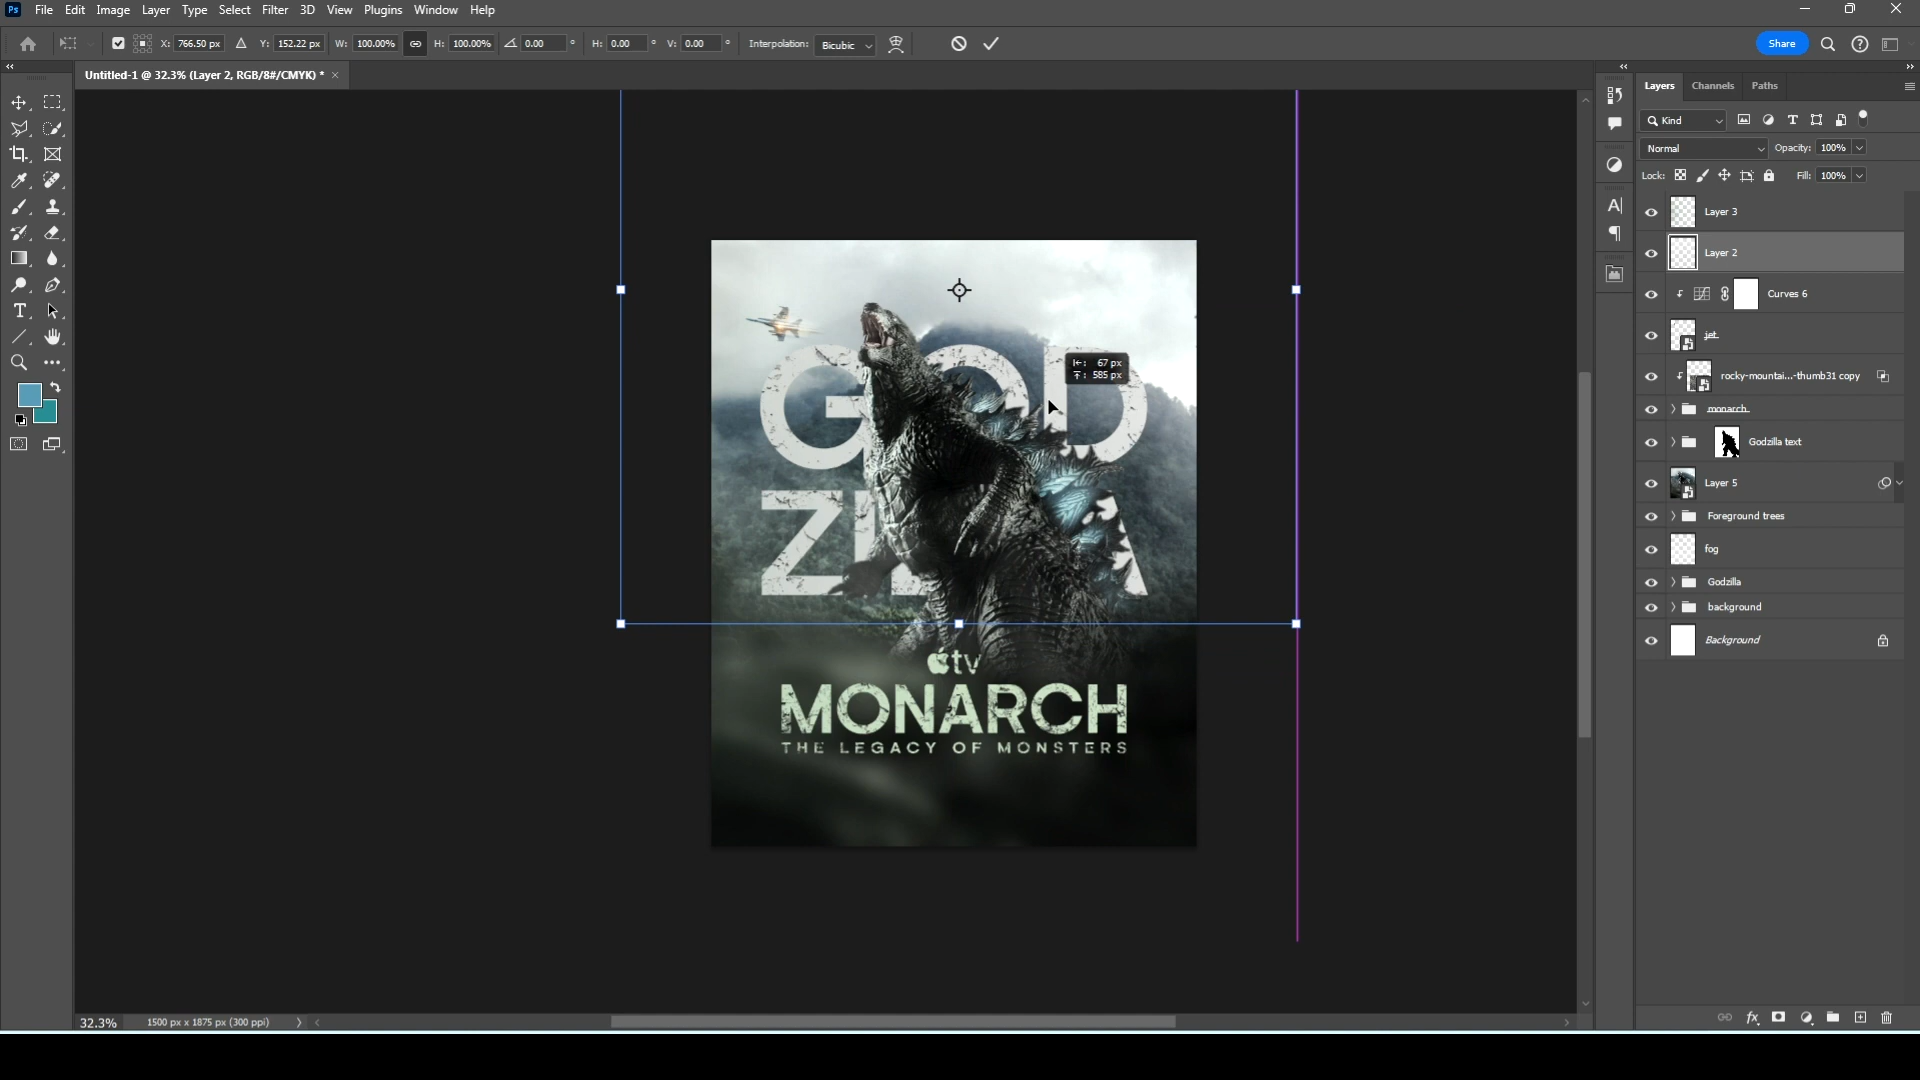 Ps File Edit Image Layer Type Select Filter 3D View Plugins Window Help
X: 766.50 px Y: 152.22 px W: 100.00% H: 100.00% 0.00 ° H: 0.00 ° V: 0.00 ° Interpolation: Bicubic Share
Untitled-1 @ 32.3% (Layer 2, RGB/8#/CMYK) * ×
Layers Channels Paths
Kind
Normal Opacity: 100%
Lock: Fill: 100%
Layer 3
Layer 2
Curves 6
jet
rocky-mountai...-thumb31 copy
monarch
Godzilla text
Layer 5
Foreground trees
fog
Godzilla
background
Background
GOD
ZILLA
67 px
585 px
tv
MONARCH
THE LEGACY OF MONSTERS
32.3% 1500 px x 1875 px (300 ppi)